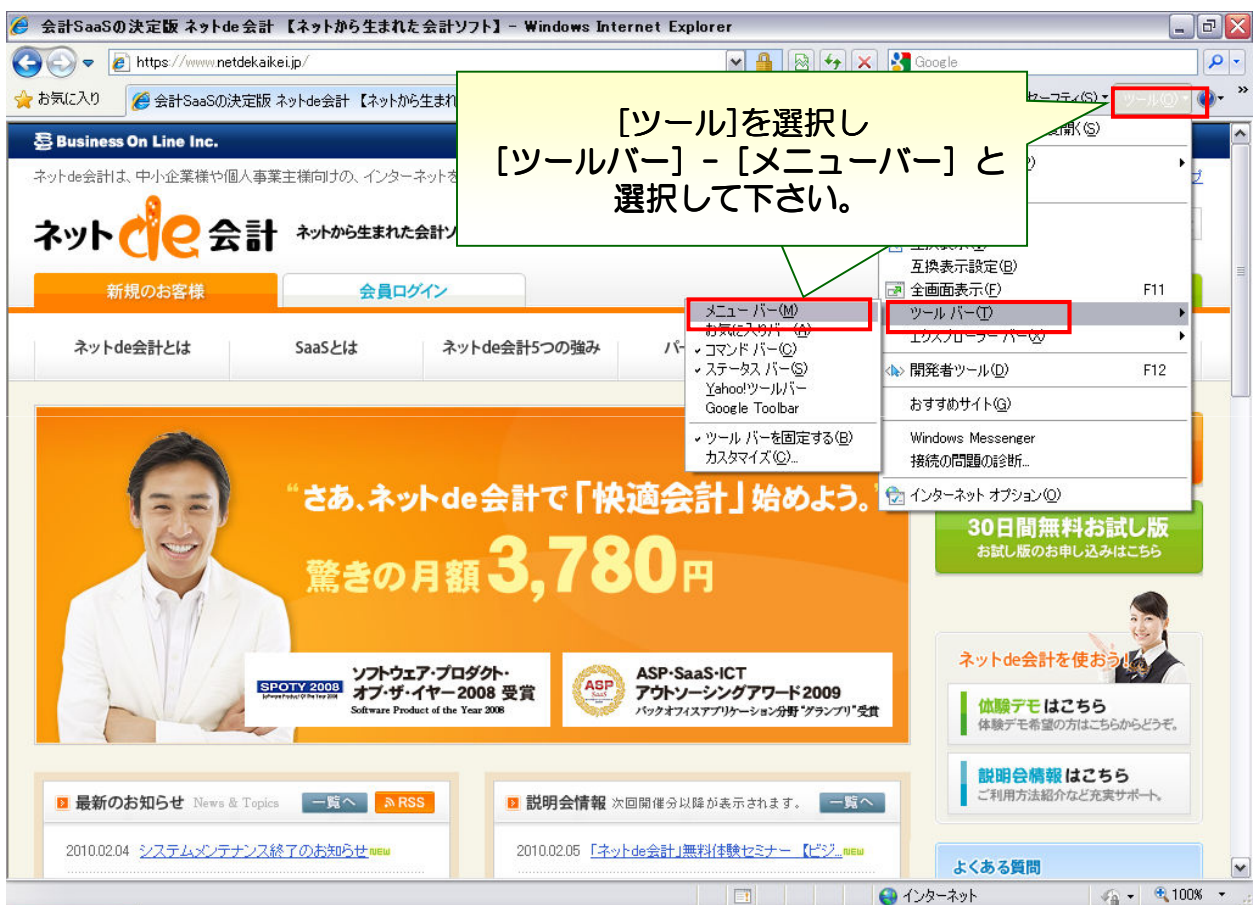 会計SaaSの決定版 ネットde会計 【ネットから生まれた会計ソフト】 - Windows Internet Explorer
https://www.netdekaikei.jp/
Google
お気に入り
会計SaaSの決定版 ネットde会計 【ネットから生まれ
セーフティ(S)
ツール(O)
[ツール]を選択し
[ツールバー] - [メニューバー] と
選択して下さい。
Business On Line Inc.
ネットde会計は、中小企業様や個人事業主様向けの、インターネットを
ネットde会計
ネットから生まれた会計ソ
新規のお客様
会員ログイン
互換表示設定(B)
全画面表示(F) F11
ツール バー(T)
エクスプローラー バー(X)
開発者ツール(D) F12
おすすめサイト(G)
Windows Messenger
接続の問題の診断...
インターネット オプション(O)
メニュー バー(M)
お気に入りバー(A)
コマンド バー(C)
ステータス バー(S)
Yahoo!ツールバー
Google Toolbar
ツール バーを固定する(B)
カスタマイズ(C)...
ネットde会計とは
SaaSとは
ネットde会計5つの強み
パー
“さあ、ネットde会計で「快適会計」始めよう。
驚きの月額3,780円
SPOTY 2008
ソフトウェア・プロダクト・
オブ・ザ・イヤー2008 受賞
Software Product of the Year 2008
ASP
SaaS
ASP・SaaS・ICT
アウトソーシングアワード2009
バックオフィスアプリケーション分野“グランプリ”受賞
30日間無料お試し版
お試し版のお申し込みはこちら
ネットde会計を使おう!
体験デモはこちら
体験デモ希望の方はこちらからどうぞ。
説明会情報はこちら
ご利用方法紹介など充実サポート。
よくある質問
最新のお知らせ News & Topics 一覧へ RSS
2010.02.04 システムメンテナンス終了のお知らせ NEW
説明会情報 次回開催分以降が表示されます。 一覧へ
2010.02.05 「ネットde会計」無料体験セミナー 【ビジ... NEW
インターネット
100%